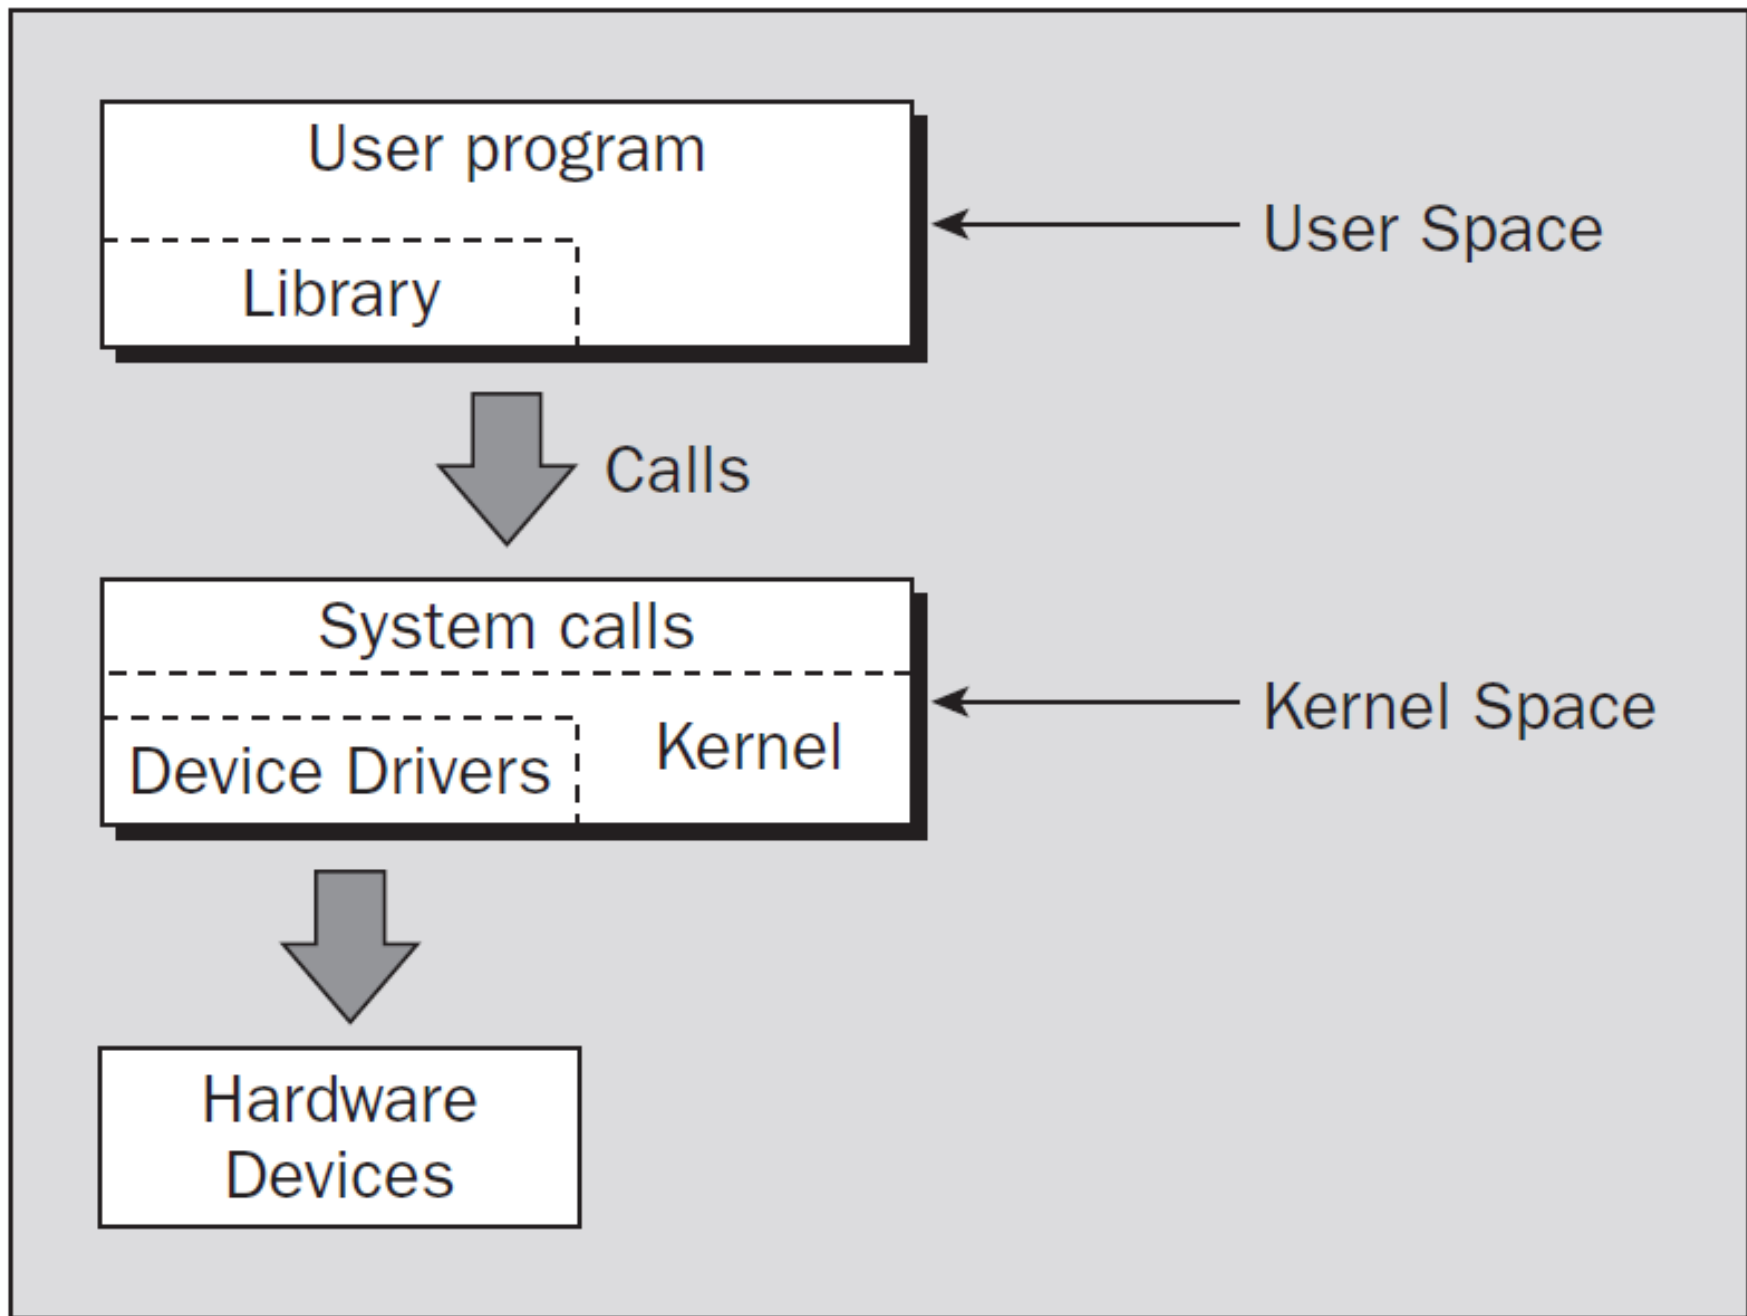 User program
User Space
Library
Calls
System calls
Kernel Space
Kernel
Device Drivers
Hardware
Devices